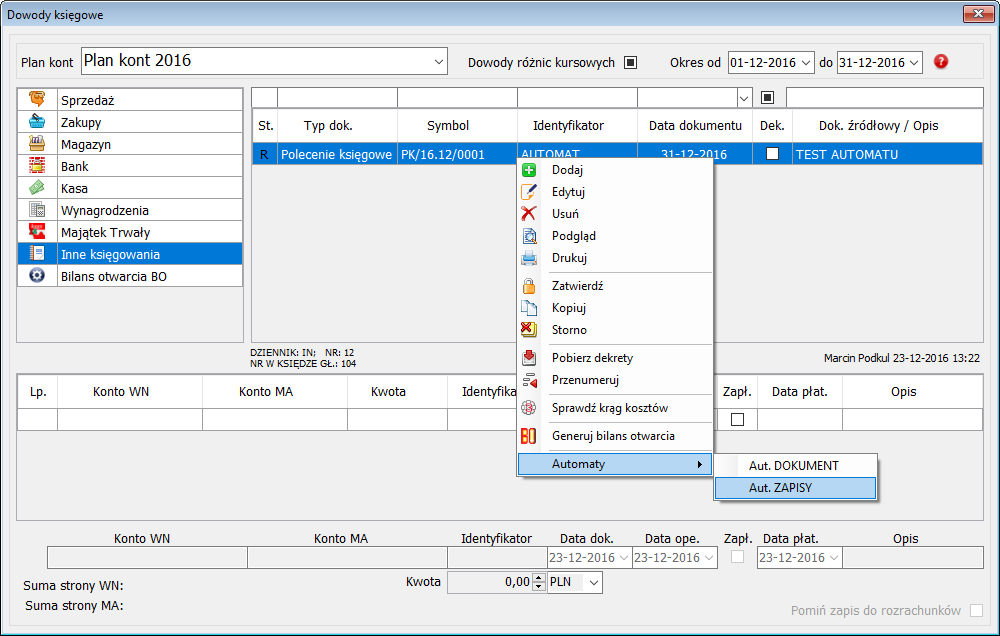 Dowody księgowe
Plan kont Plan kont 2016 Dowody różnic kursowych Okres od 01-12-2016 do 31-12-2016 ?
Sprzedaż
Zakupy
Magazyn
Bank
Kasa
Wynagrodzenia
Majątek Trwały
Inne księgowania
Bilans otwarcia BO
St. Typ dok. Symbol Identyfikator Data dokumentu Dek. Dok. źródłowy / Opis
R Polecenie księgowe PK/16.12/0001 AUTOMAT 31-12-2016 TEST AUTOMATU
Dodaj
Edytuj
Usuń
Podgląd
Drukuj
Zatwierdź
Kopiuj
Storno
Pobierz dekrety
Przenumeruj
Sprawdź krąg kosztów
Generuj bilans otwarcia
Automaty
Aut. DOKUMENT
Aut. ZAPISY
DZIENNIK: IN; NR: 12
NR W KSIĘDZE GŁ.: 104
Marcin Podkul 23-12-2016 13:22
Lp. Konto WN Konto MA Kwota Identyfika Zapł. Data płat. Opis
Konto WN Konto MA Identyfikator Data dok. Data ope. Zapł. Data płat. Opis
23-12-2016 23-12-2016 23-12-2016
Kwota 0,00 PLN
Suma strony WN:
Suma strony MA:
Pomiń zapis do rozrachunków